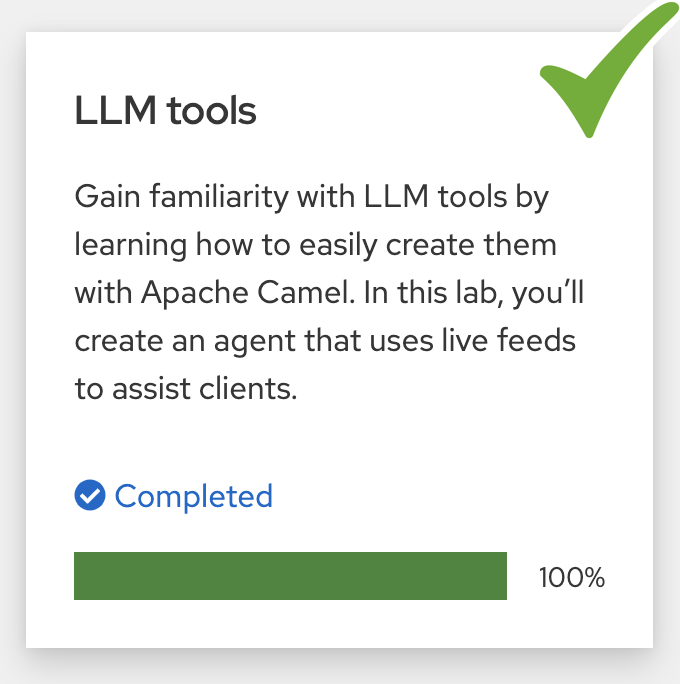 LLM tools
Gain familiarity with LLM tools by
learning how to easily create them
with Apache Camel. In this lab, you’ll
create an agent that uses live feeds
to assist clients.
Completed
100%